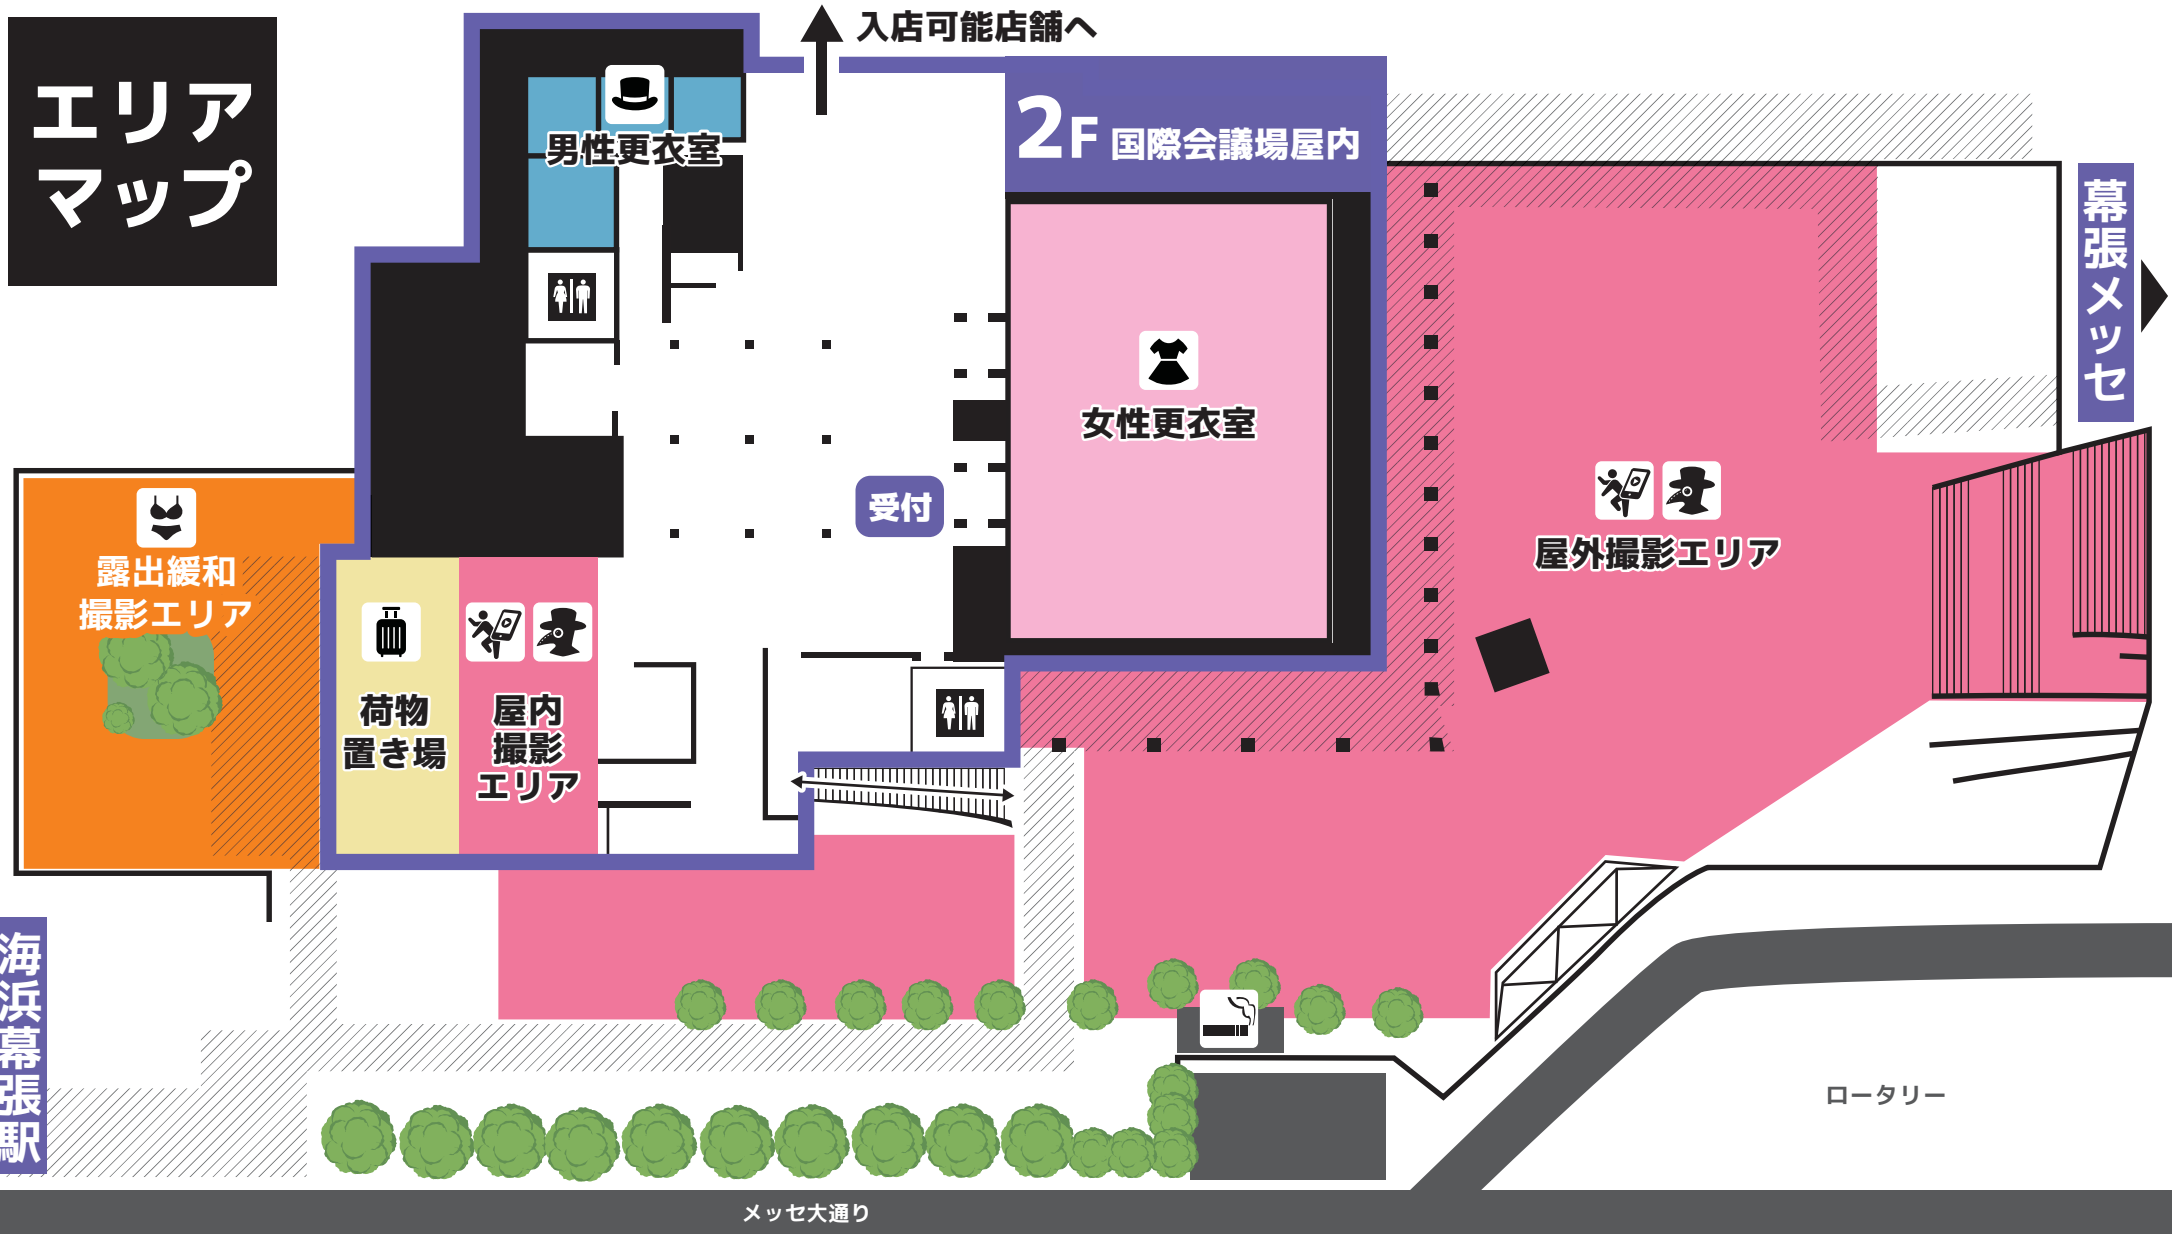 エリア
マップ
入店可能店舗へ
男性更衣室
2F 国際会議場屋内
幕張メッセ
女性更衣室
受付
屋外撮影エリア
露出緩和
撮影エリア
荷物
置き場
屋内
撮影
エリア
海浜幕張駅
ロータリー
メッセ大通り